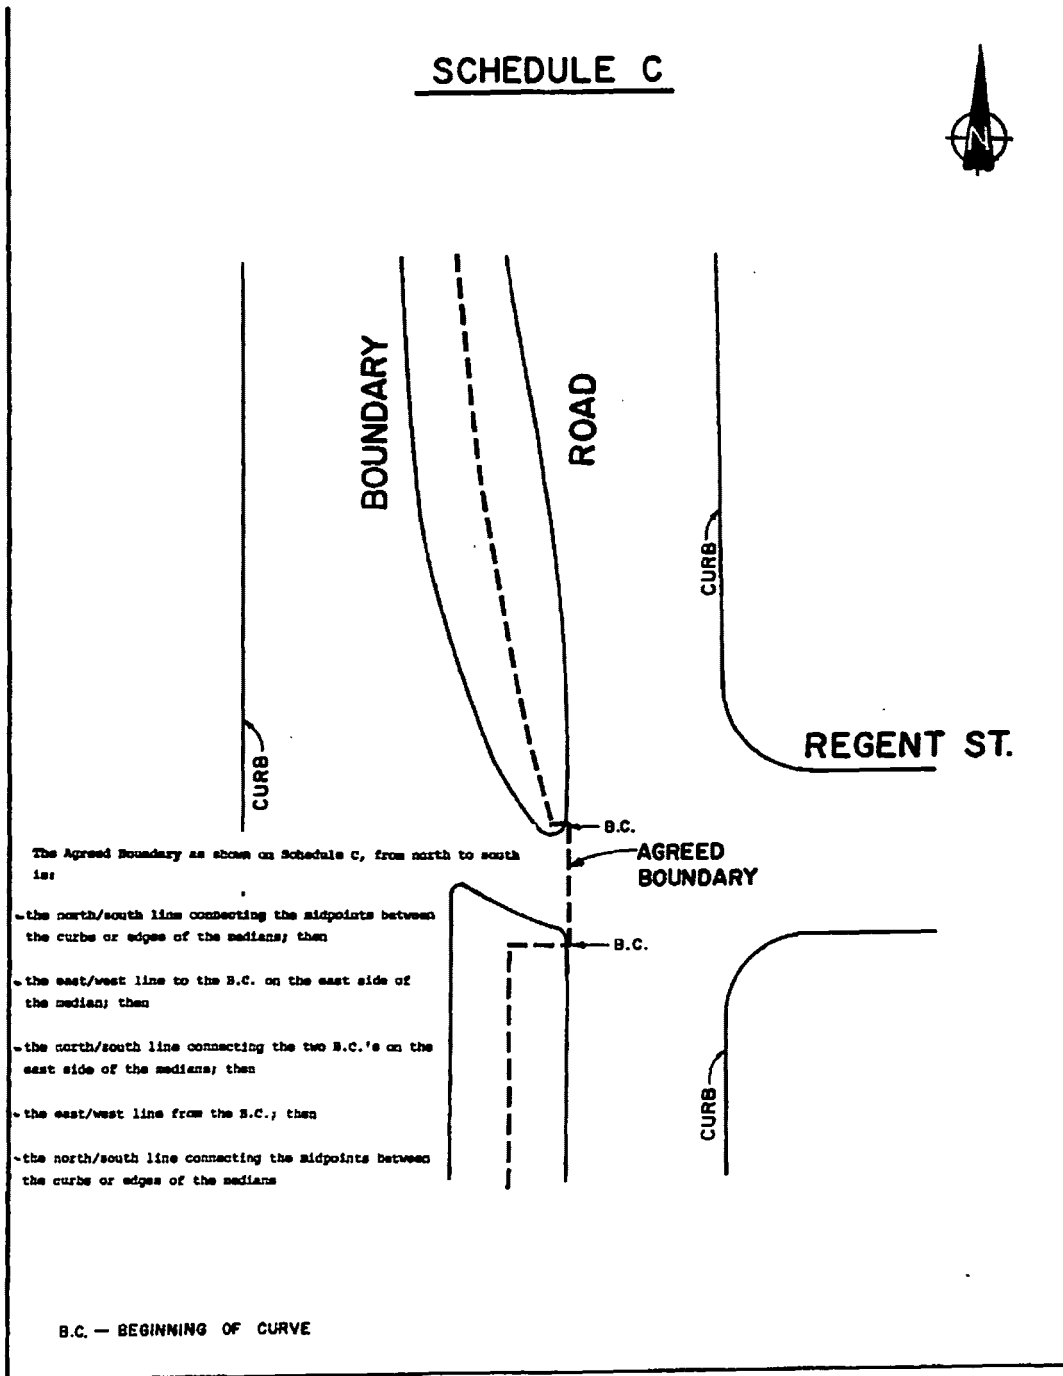 SCHEDULE C
N
BOUNDARY
ROAD
CURB
REGENT ST.
CURB
B.C.
The Agreed Boundary as shown on Schedule C, from north to south
is:
AGREED
BOUNDARY
-the north/south line connecting the midpoints between
the curbs or edges of the medians; then
B.C.
-the east/west line to the B.C. on the east side of
the median; then
-the north/south line connecting the two B.C.'s on the
east side of the medians; then
CURB
-the east/west line from the B.C.; then
-the north/south line connecting the midpoints between
the curbs or edges of the medians
B.C. — BEGINNING OF CURVE